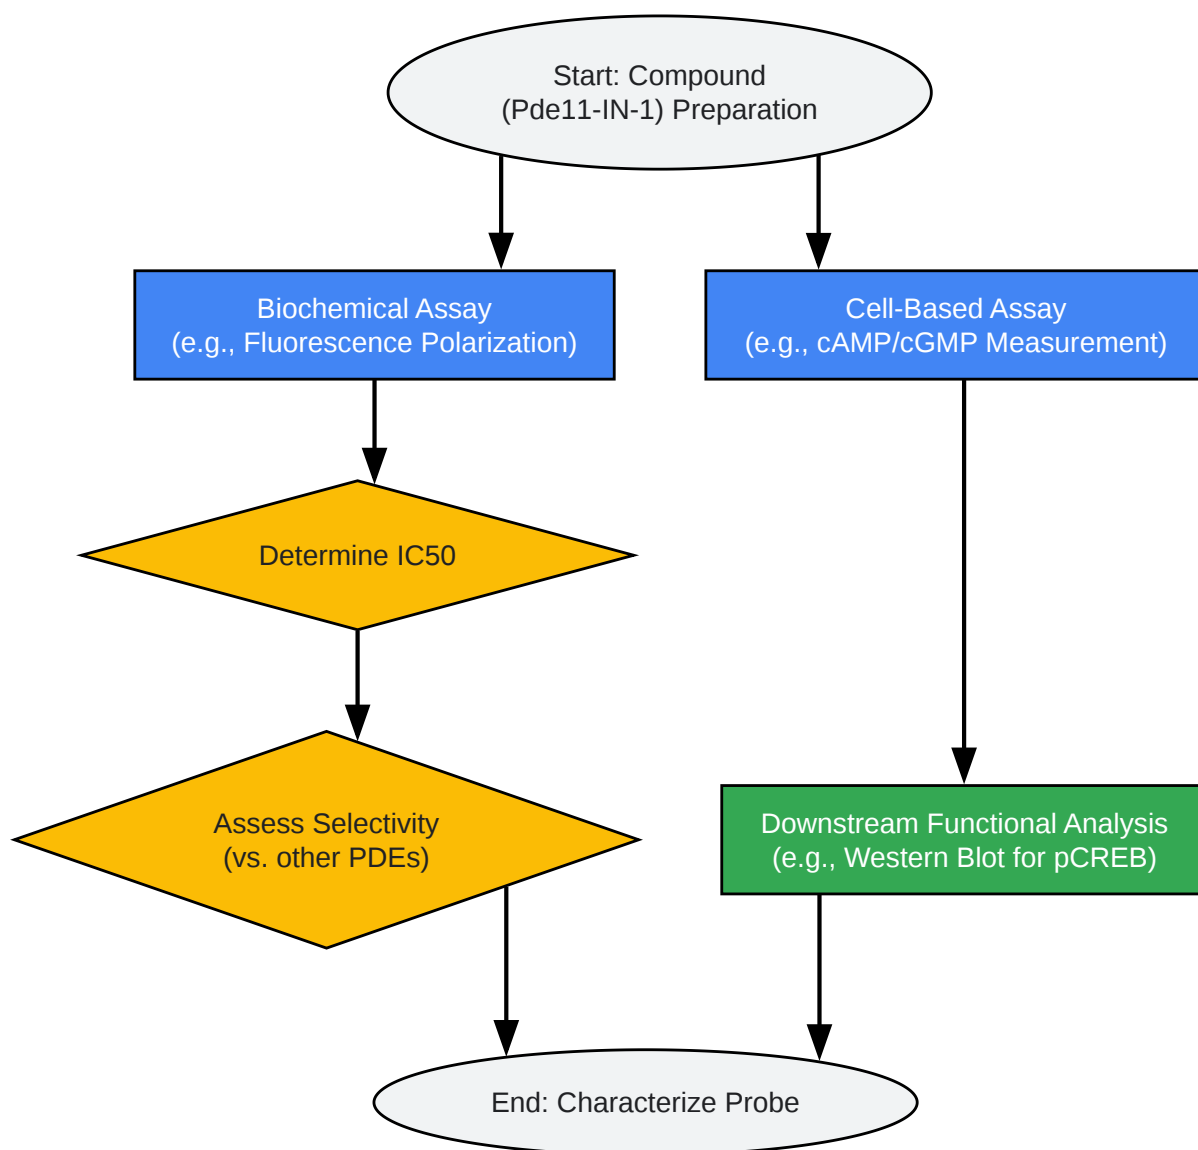 Start: Compound
(Pde11-IN-1) Preparation
Biochemical Assay
(e.g., Fluorescence Polarization)
Cell-Based Assay
(e.g., cAMP/cGMP Measurement)
Determine IC50
Assess Selectivity
(vs. other PDEs)
Downstream Functional Analysis
(e.g., Western Blot for pCREB)
End: Characterize Probe